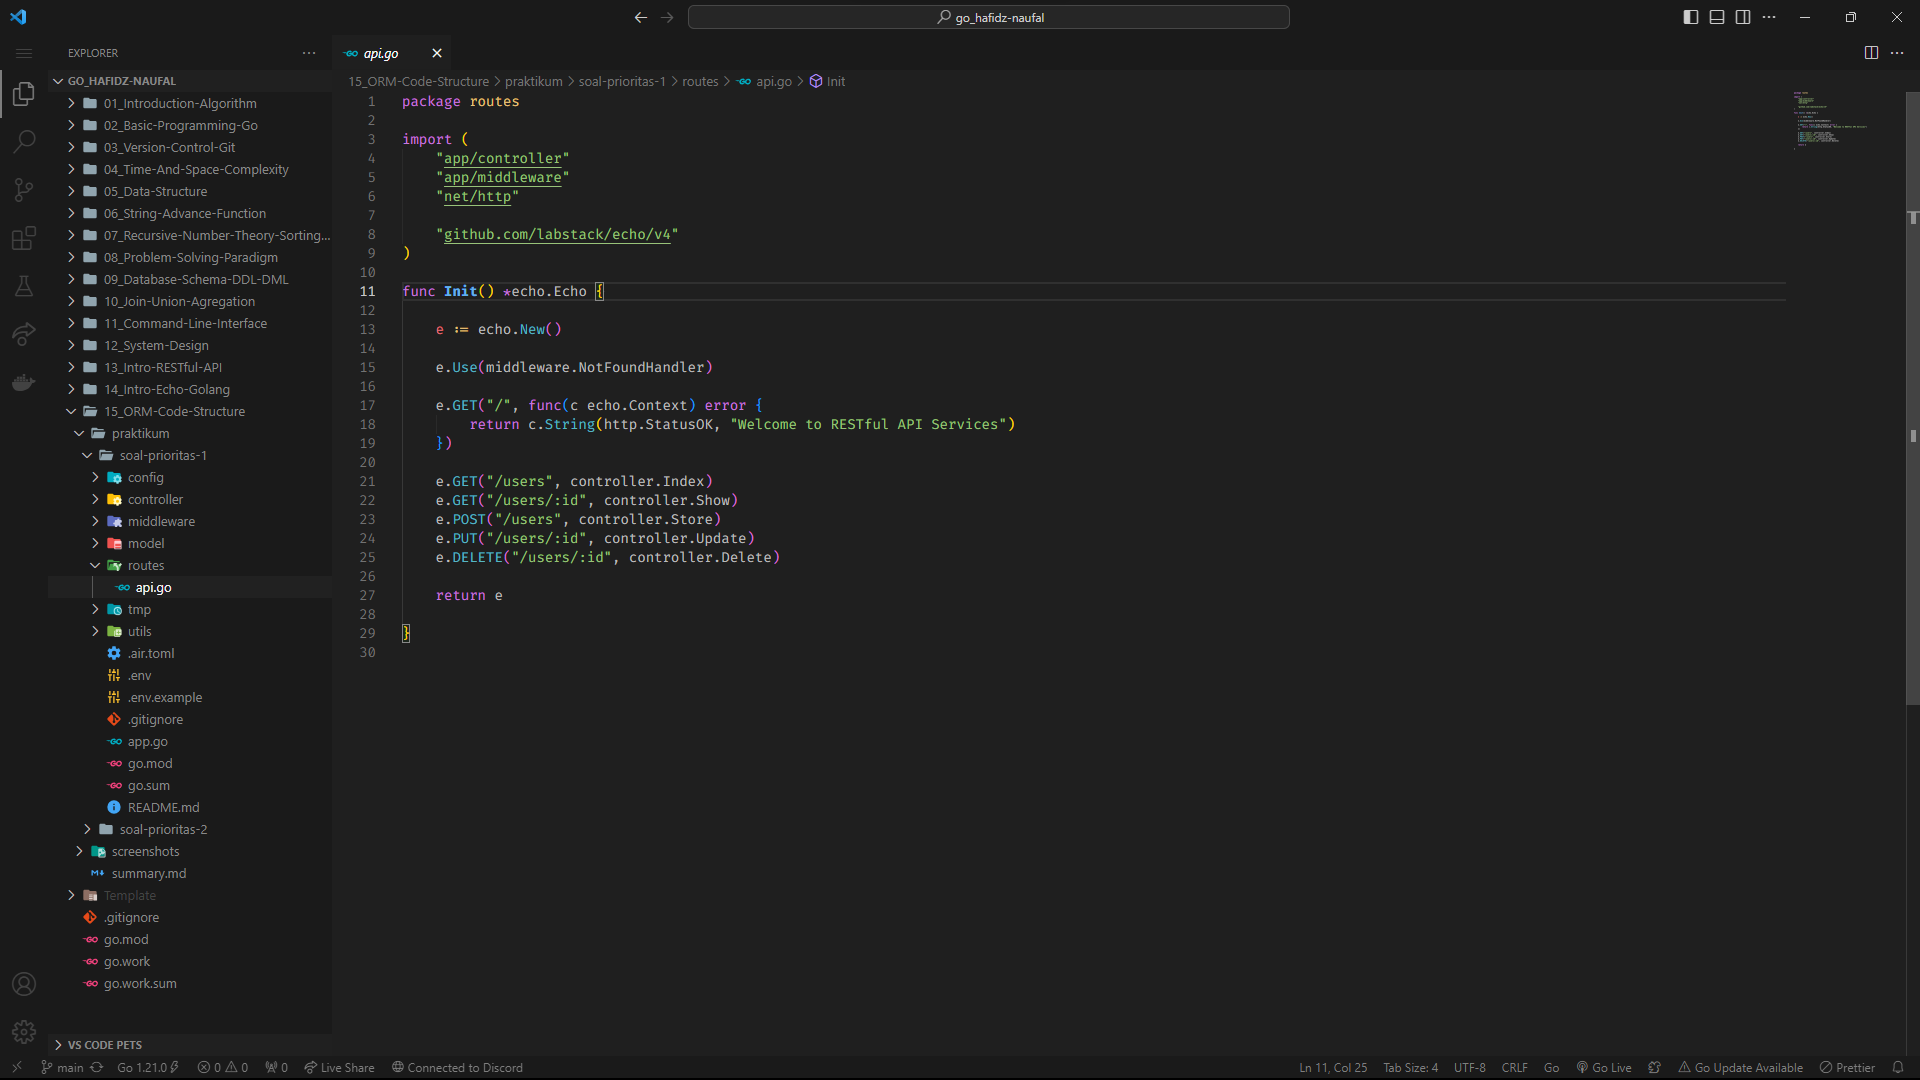 go_hafidz-naufal
EXPLORER
api.go
GO_HAFIDZ-NAUFAL
01_Introduction-Algorithm
02_Basic-Programming-Go
03_Version-Control-Git
04_Time-And-Space-Complexity
05_Data-Structure
06_String-Advance-Function
07_Recursive-Number-Theory-Sorting...
08_Problem-Solving-Paradigm
09_Database-Schema-DDL-DML
10_Join-Union-Agregation
11_Command-Line-Interface
12_System-Design
13_Intro-RESTful-API
14_Intro-Echo-Golang
15_ORM-Code-Structure
praktikum
soal-prioritas-1
config
controller
middleware
model
routes
api.go
tmp
utils
.air.toml
.env
.env.example
.gitignore
app.go
go.mod
go.sum
README.md
soal-prioritas-2
screenshots
summary.md
Template
.gitignore
go.mod
go.work
go.work.sum
VS CODE PETS
15_ORM-Code-Structure > praktikum > soal-prioritas-1 > routes > api.go > Init
1 package routes
2
3 import (
4 "app/controller"
5 "app/middleware"
6 "net/http"
7
8 "github.com/labstack/echo/v4"
9 )
10
11 func Init() *echo.Echo {
12
13 e := echo.New()
14
15 e.Use(middleware.NotFoundHandler)
16
17 e.GET("/", func(c echo.Context) error {
18 return c.String(http.StatusOK, "Welcome to RESTful API Services")
19 })
20
21 e.GET("/users", controller.Index)
22 e.GET("/users/:id", controller.Show)
23 e.POST("/users", controller.Store)
24 e.PUT("/users/:id", controller.Update)
25 e.DELETE("/users/:id", controller.Delete)
26
27 return e
28
29 }
30
main Go 1.21.0 0 0 0 Live Share Connected to Discord Ln 11, Col 25 Tab Size: 4 UTF-8 CRLF Go Go Live Go Update Available Prettier